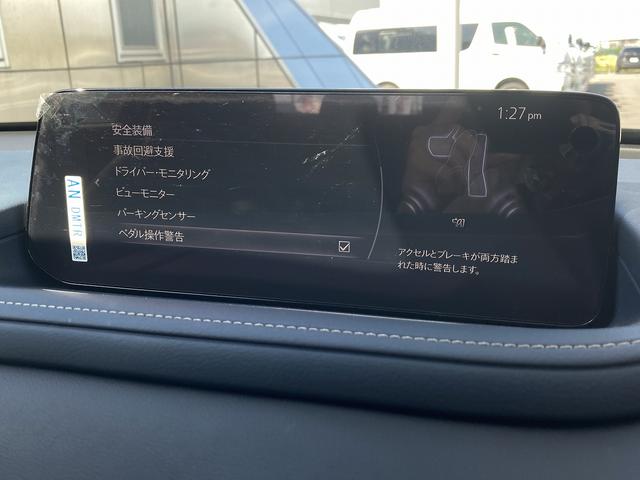 1:27 pm
安全装備
事故回避支援
ドライバー・モニタリング
ビューモニター
パーキングセンサー
ペダル操作警告
アクセルとブレーキが両方踏ま
れた時に警告します。
AN DMTR